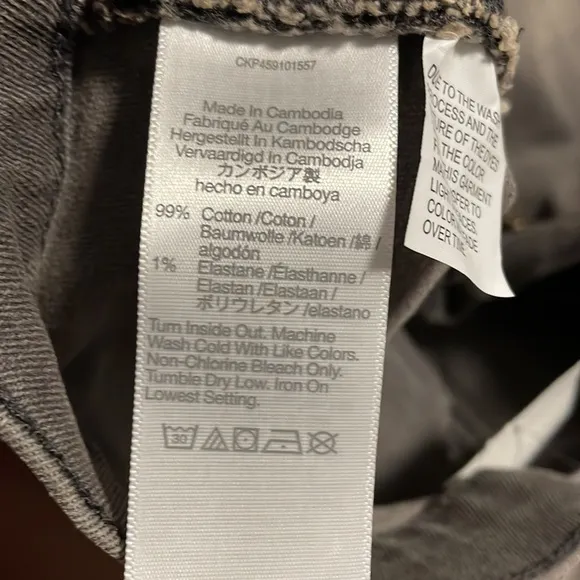 CKP459101557
Made In Cambodia
Fabriqué Au Cambodge
Hergestellt In Kambodscha
Vervaardigd In Cambodja
カンボジア製
hecho en camboya
99% Cotton /Coton /
Baumwolle /Katoen /綿 /
algodón
1% Elastane /Élasthanne /
Elastan /Elastaan /
ポリウレタン /elastano
Turn Inside Out. Machine
Wash Cold With Like Colors.
Non-Chlorine Bleach Only.
Tumble Dry Low. Iron On
Lowest Setting.
30
DUE TO THE WASH
PROCESS AND THE
OF THE DYES
THE COLOR
GARMENT
TO
COLOR
OVER TIME.